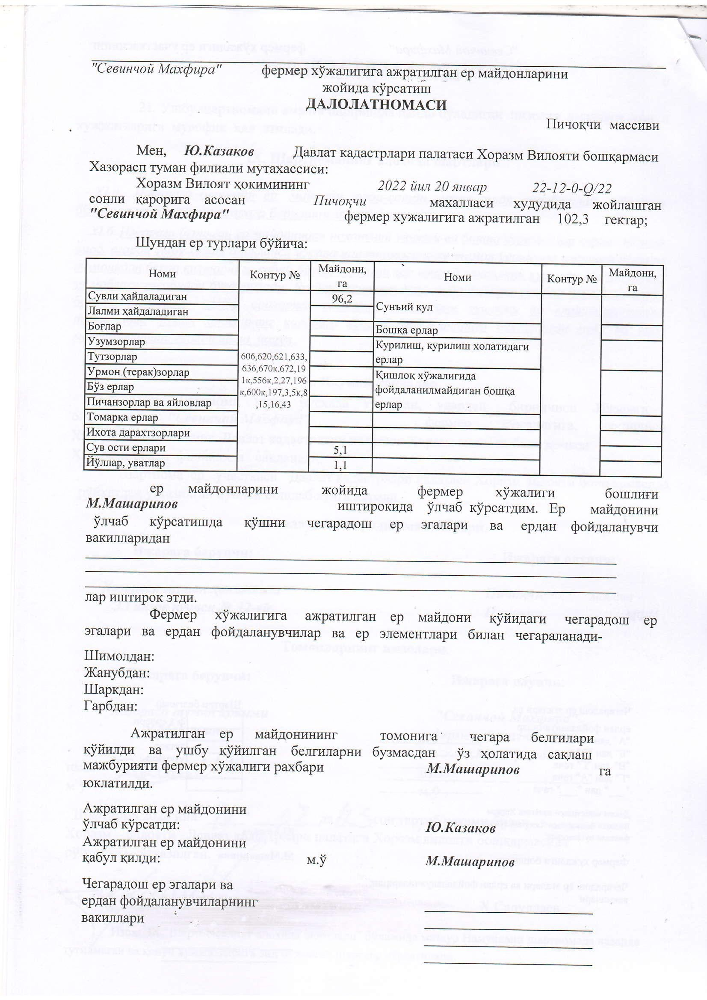 "Севинчой Махфира" фермер хўжалигига ажратилган ер майдонларини
жойида кўрсатиш
ДАЛОЛАТНОМАСИ
Пичоқчи массиви
Мен, Ю.Казаков Давлат кадастрлари палатаси Хоразм Вилояти бошқармаси
Хазорасп туман филиали мутахассиси:
Хоразм Вилоят ҳокимининг 2022 йил 20 январ 22-12-0-Q/22
сонли қарорига асосан Пичоқчи махалласи худудида жойлашган
"Севинчой Махфира" фермер хужалигига ажратилган 102,3 гектар;
Шундан ер турлари бўйича:
Номи Контур № Майдони, га Номи Контур № Майдони, га
Сувли ҳайдаладиган 96,2 Сунъий кул
Лалми ҳайдаладиган
Боғлар Бошқа ерлар
Узумзорлар Курилиш, қурилиш холатидаги
Тутзорлар 606,620,621,633, ерлар
Урмон (терак)зорлар 636,670к,672,19 Қишлоқ хўжалигида
Бўз ерлар 1к,556к,2,27,196 фойдаланилмайдиган бошқа
к,600к,197,3,5к,8
Пичанзорлар ва яйловлар ,15,16,43 ерлар
Томарқа ерлар
Ихота дарахтзорлари
Сув ости ерлари 5,1
Йўллар, уватлар 1,1
ер майдонларини жойида фермер хўжалиги бошлиғи
М.Машарипов иштирокида ўлчаб кўрсатдим. Ер майдонини
ўлчаб кўрсатишда қўшни чегарадош ер эгалари ва ердан фойдаланувчи
вакилларидан
лар иштирок этди.
Фермер хўжалигига ажратилган ер майдони қўйидаги чегарадош ер
эгалари ва ердан фойдаланувчилар ва ер элементлари билан чегараланади-
Шимолдан:
Жанубдан:
Шаркдан:
Гарбдан:
Ажратилган ер майдонининг томонига чегара белгилари
қўйилди ва ушбу қўйилган белгиларни бузмасдан ўз ҳолатида сақлаш
мажбурияти фермер хўжалиги рахбари М.Машарипов га
юклатилди.
Ажратилган ер майдонини
ўлчаб кўрсатди: Ю.Казаков
Ажратилган ер майдонини
қабул қилди: м.ў М.Машарипов
Чегарадош ер эгалари ва
ердан фойдаланувчиларнинг
вакиллари